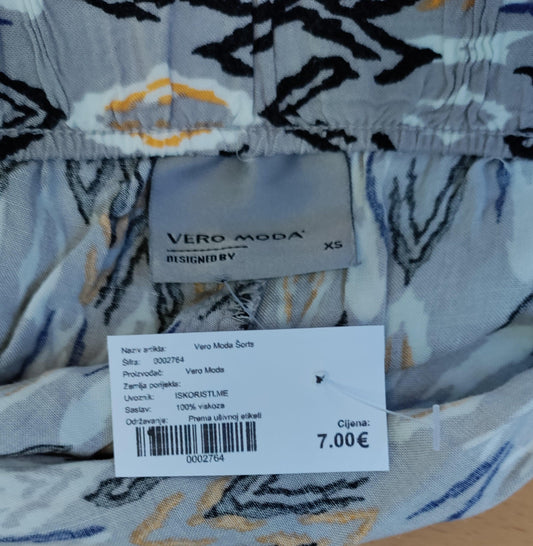 VERO MODA
XS
DESIGNED BY
Naziv artikla: Vero Moda Šorts
Šifra: 0002764
Proizvođač: Vero Moda
Zemlja porijekla:
Uvoznik: ISKORISTI.ME
Sastav: 100% viskoza
Održavanje: Prema ušivnoj etiketi
Cijena:
7.00€
0002764